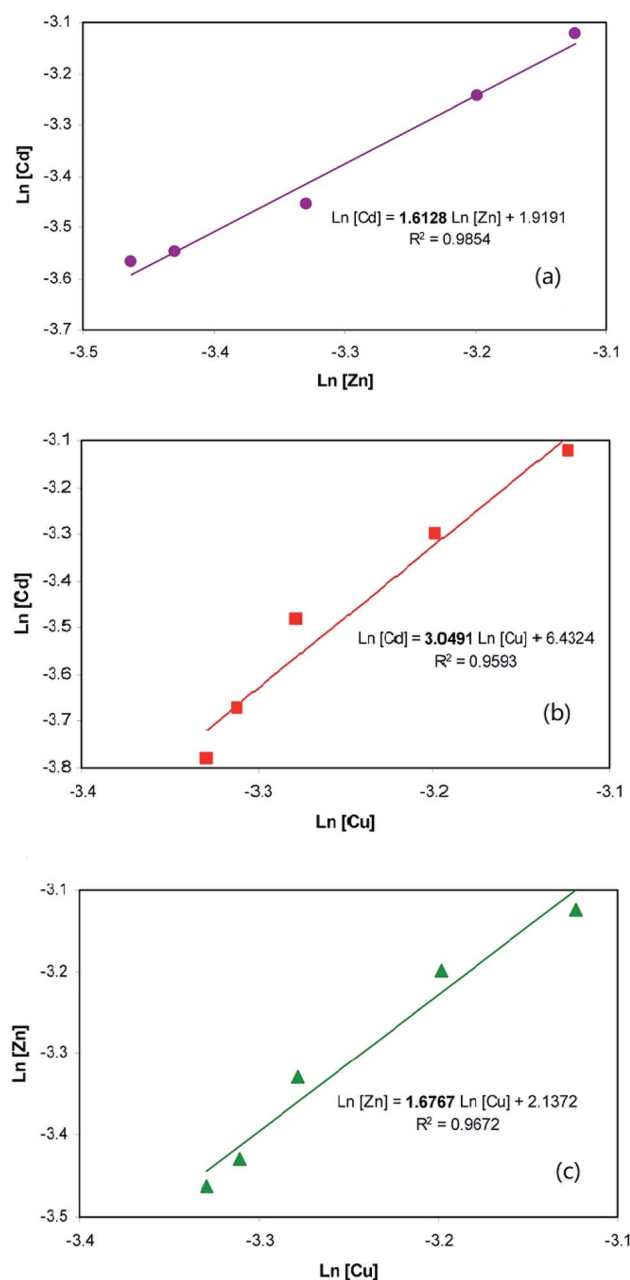 -3.1
-3.2
-3.3
-3.4
-3.5
-3.6
-3.7
Ln [Cd]
Ln [Cd] = 1.6128 Ln [Zn] + 1.9191
R² = 0.9854
(a)
-3.5 -3.4 -3.3 -3.2 -3.1
Ln [Zn]
-3.1
-3.2
-3.3
-3.4
-3.5
-3.6
-3.7
-3.8
Ln [Cd]
Ln [Cd] = 3.0491 Ln [Cu] + 6.4324
R² = 0.9593
(b)
-3.4 -3.3 -3.2 -3.1
Ln [Cu]
-3.1
-3.2
-3.3
-3.4
-3.5
Ln [Zn]
Ln [Zn] = 1.6767 Ln [Cu] + 2.1372
R² = 0.9672
(c)
-3.4 -3.3 -3.2 -3.1
Ln [Cu]